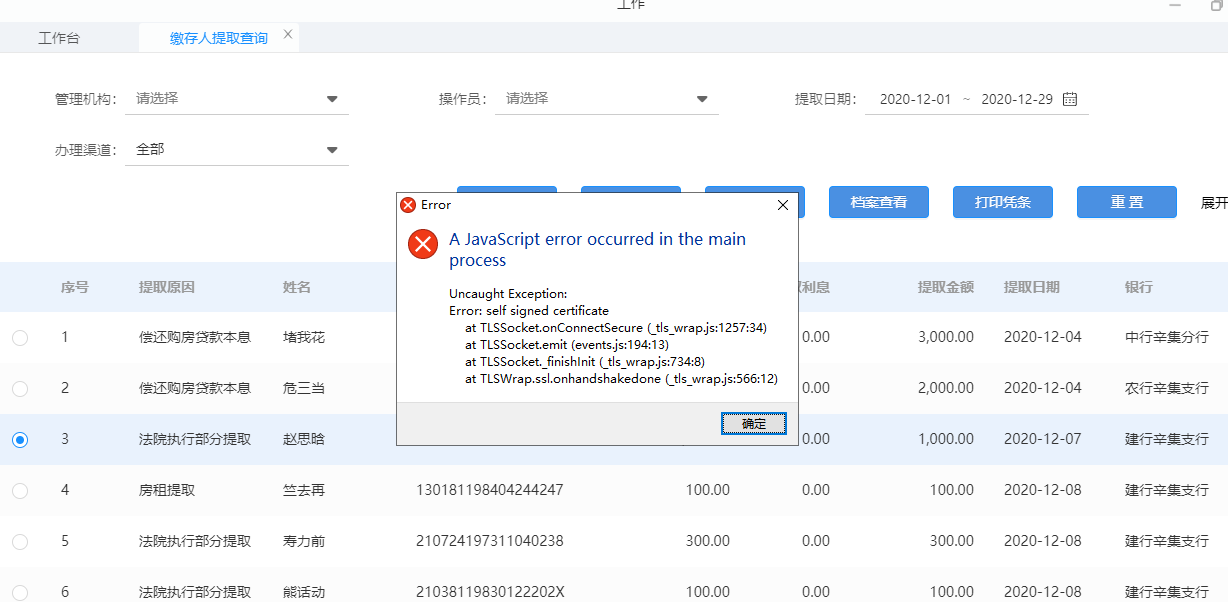 工作
工作台 缴存人提取查询
管理机构： 请选择 操作员： 请选择 提取日期： 2020-12-01 ~ 2020-12-29
办理渠道： 全部
档案查看 打印凭条 重 置 展开
Error
A JavaScript error occurred in the main
process
Uncaught Exception:
Error: self signed certificate
at TLSSocket.onConnectSecure (_tls_wrap.js:1257:34)
at TLSSocket.emit (events.js:194:13)
at TLSSocket._finishInit (_tls_wrap.js:734:8)
at TLSWrap.ssl.onhandshakedone (_tls_wrap.js:566:12)
确定
序号 提取原因 姓名 利息 提取金额 提取日期 银行
1 偿还购房贷款本息 堵我花 0.00 3,000.00 2020-12-04 中行辛集分行
2 偿还购房贷款本息 危三当 0.00 2,000.00 2020-12-04 农行辛集支行
3 法院执行部分提取 赵思晗 0.00 1,000.00 2020-12-07 建行辛集支行
4 房租提取 竺去再 130181198404244247 100.00 0.00 100.00 2020-12-08 建行辛集支行
5 法院执行部分提取 寿力前 210724197311040238 300.00 0.00 300.00 2020-12-08 建行辛集支行
6 法院执行部分提取 熊话动 21038119830122202X 100.00 0.00 100.00 2020-12-08 建行辛集支行